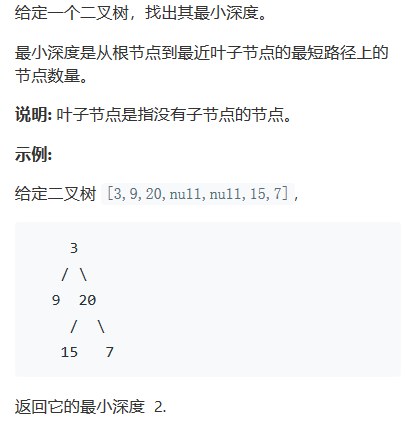 给定一个二叉树，找出其最小深度。
最小深度是从根节点到最近叶子节点的最短路径上的
节点数量。
说明: 叶子节点是指没有子节点的节点。
示例:
给定二叉树 [3,9,20,null,null,15,7],
3
/ \
9 20
/ \
15 7
返回它的最小深度 2.